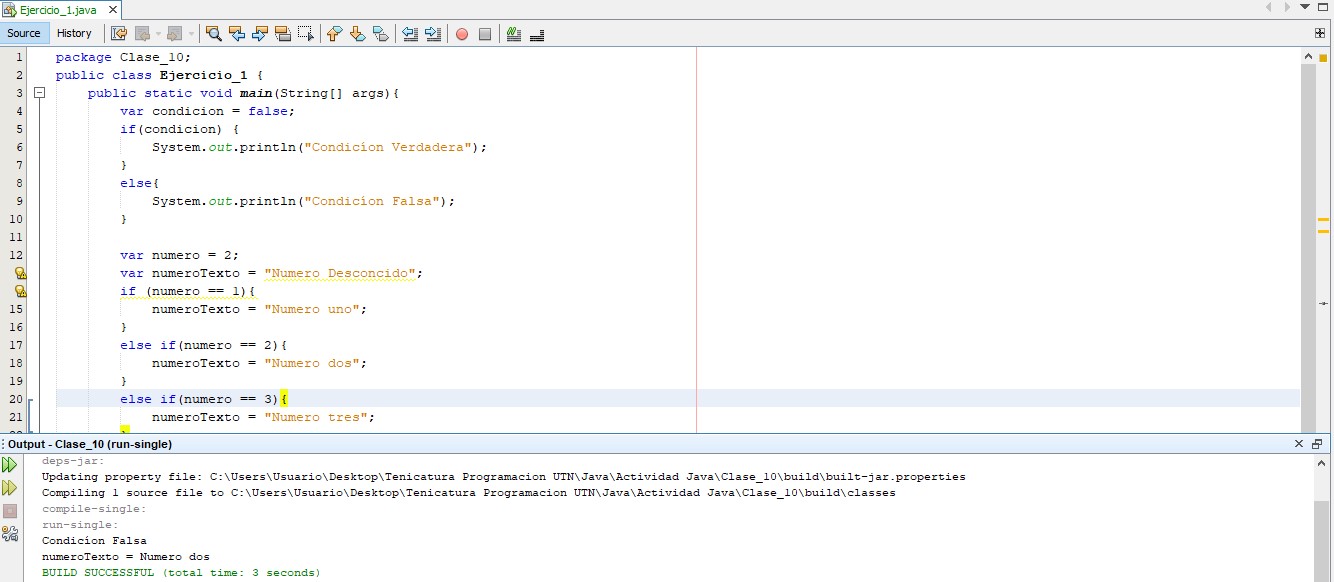 Ejercicio_1.java
Source History
1 package Clase_10;
2 public class Ejercicio_1 {
3 public static void main(String[] args){
4 var condicion = false;
5 if(condicion) {
6 System.out.println("Condicíon Verdadera");
7 }
8 else{
9 System.out.println("Condicíon Falsa");
10 }
11
12 var numero = 2;
var numeroTexto = "Numero Desconcido";
if (numero == 1){
15 numeroTexto = "Numero uno";
16 }
17 else if(numero == 2){
18 numeroTexto = "Numero dos";
19 }
20 else if(numero == 3){
21 numeroTexto = "Numero tres";
Output - Clase_10 (run-single)
deps-jar:
Updating property file: C:\Users\Usuario\Desktop\Tenicatura Programacion UTN\Java\Actividad Java\Clase_10\build\built-jar.properties
Compiling 1 source file to C:\Users\Usuario\Desktop\Tenicatura Programacion UTN\Java\Actividad Java\Clase_10\build\classes
compile-single:
run-single:
Condicíon Falsa
numeroTexto = Numero dos
BUILD SUCCESSFUL (total time: 3 seconds)